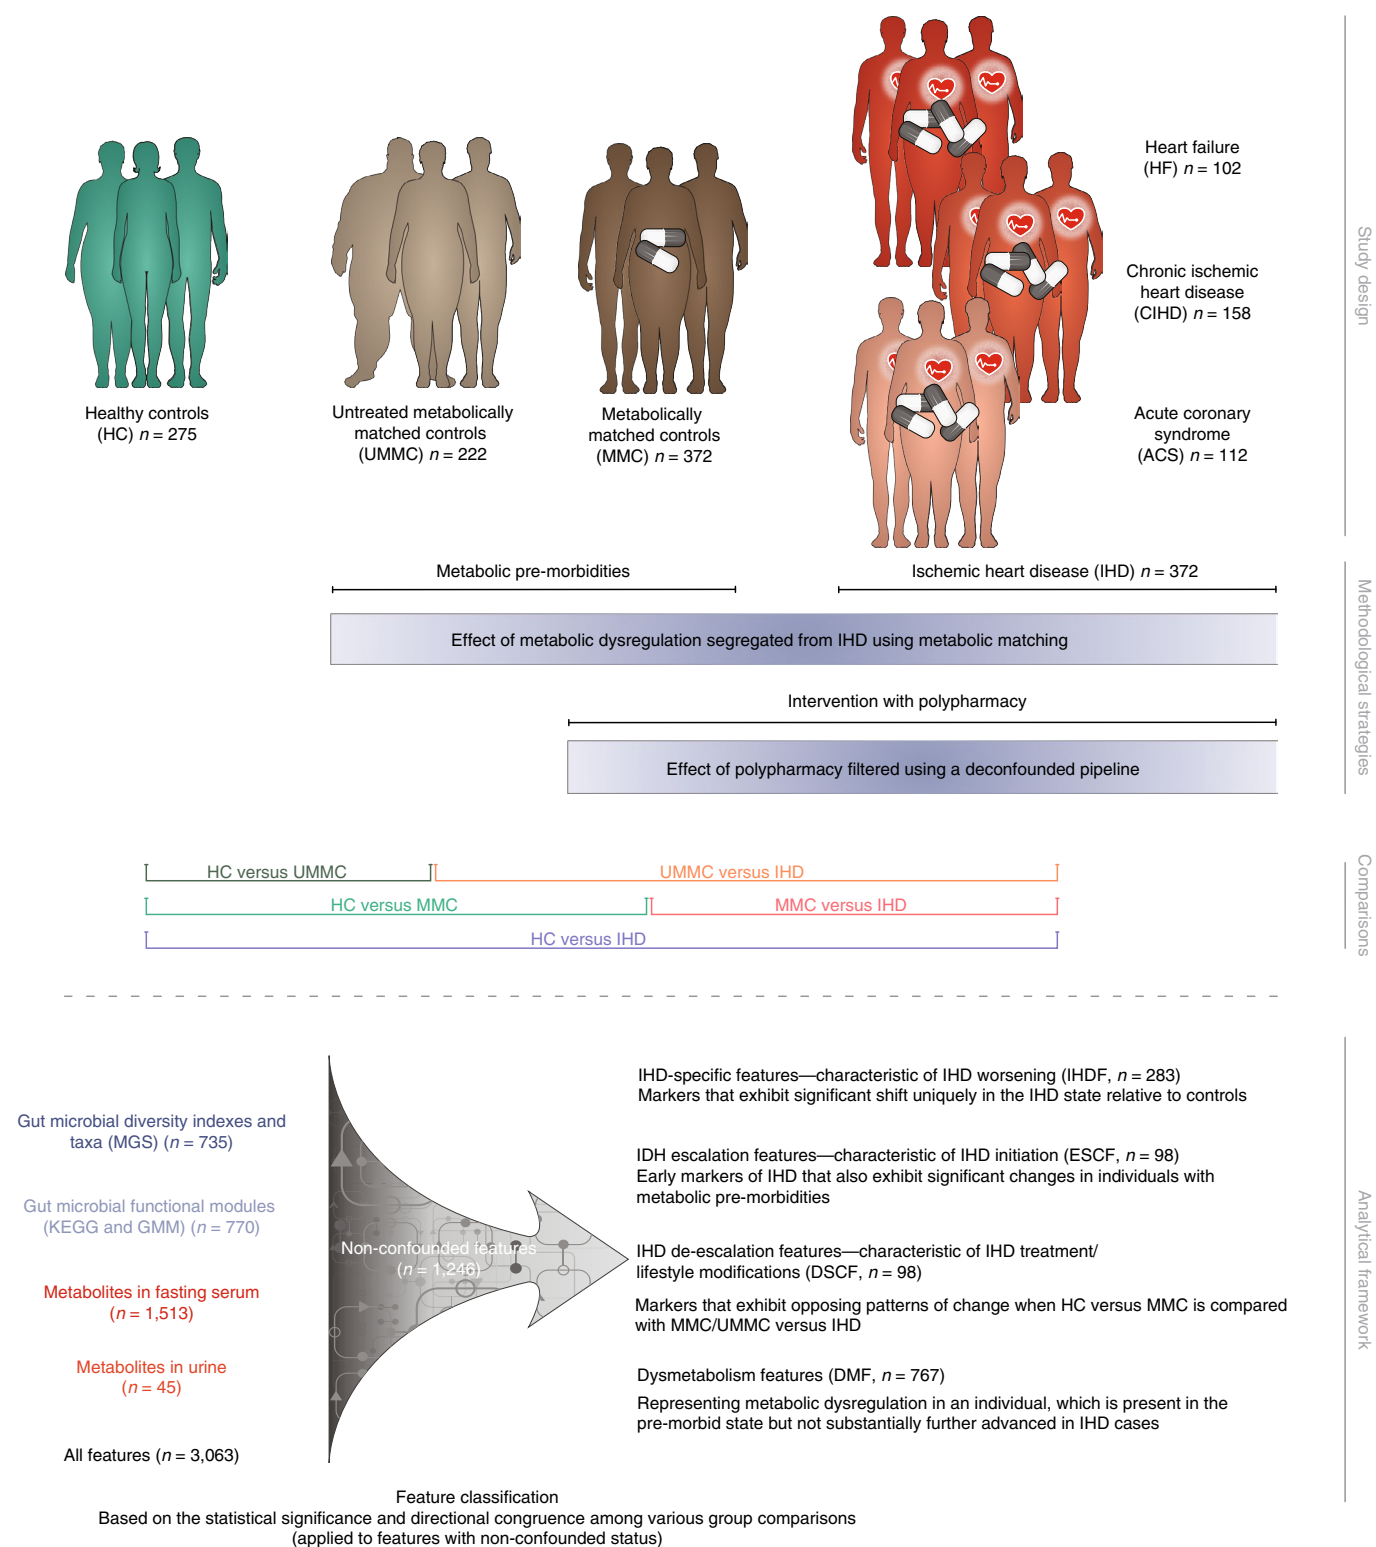 Heart failure
(HF) n = 102
Chronic ischemic
heart disease
(CIHD) n = 158
Healthy controls
(HC) n = 275
Untreated metabolically
matched controls
(UMMC) n = 222
Metabolically
matched controls
(MMC) n = 372
Acute coronary
syndrome
(ACS) n = 112
Study design
Metabolic pre-morbidities
Ischemic heart disease (IHD) n = 372
Effect of metabolic dysregulation segregated from IHD using metabolic matching
Intervention with polypharmacy
Effect of polypharmacy filtered using a deconfounded pipeline
Methodological strategies
HC versus UMMC
UMMC versus IHD
HC versus MMC
MMC versus IHD
HC versus IHD
Comparisons
Gut microbial diversity indexes and
taxa (MGS) (n = 735)
Gut microbial functional modules
(KEGG and GMM) (n = 770)
Metabolites in fasting serum
(n = 1,513)
Metabolites in urine
(n = 45)
All features (n = 3,063)
Non-confounded features
(n = 1,246)
IHD-specific features—characteristic of IHD worsening (IHDF, n = 283)
Markers that exhibit significant shift uniquely in the IHD state relative to controls
IDH escalation features—characteristic of IHD initiation (ESCF, n = 98)
Early markers of IHD that also exhibit significant changes in individuals with
metabolic pre-morbidities
IHD de-escalation features—characteristic of IHD treatment/
lifestyle modifications (DSCF, n = 98)
Markers that exhibit opposing patterns of change when HC versus MMC is compared
with MMC/UMMC versus IHD
Dysmetabolism features (DMF, n = 767)
Representing metabolic dysregulation in an individual, which is present in the
pre-morbid state but not substantially further advanced in IHD cases
Analytical framework
Feature classification
Based on the statistical significance and directional congruence among various group comparisons
(applied to features with non-confounded status)